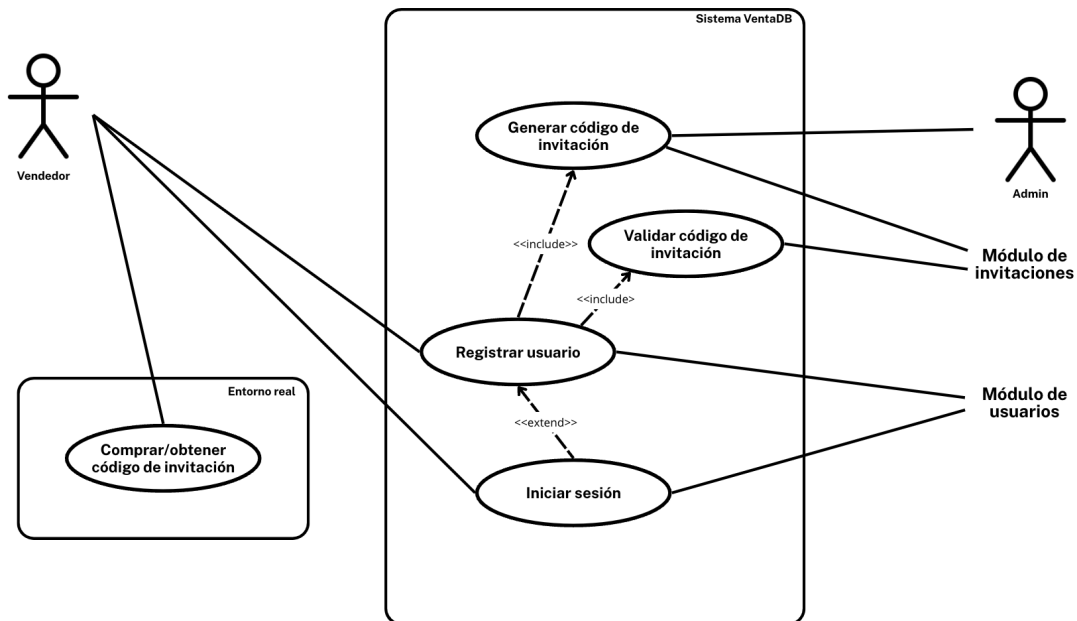 Sistema VentaDB
Vendedor
Generar código de
invitación
Admin
<<include>>
Validar código de
invitación
Módulo de
invitaciones
<<include>
Registrar usuario
Entorno real
Módulo de
usuarios
<<extend>>
Comprar/obtener
código de invitación
Iniciar sesión